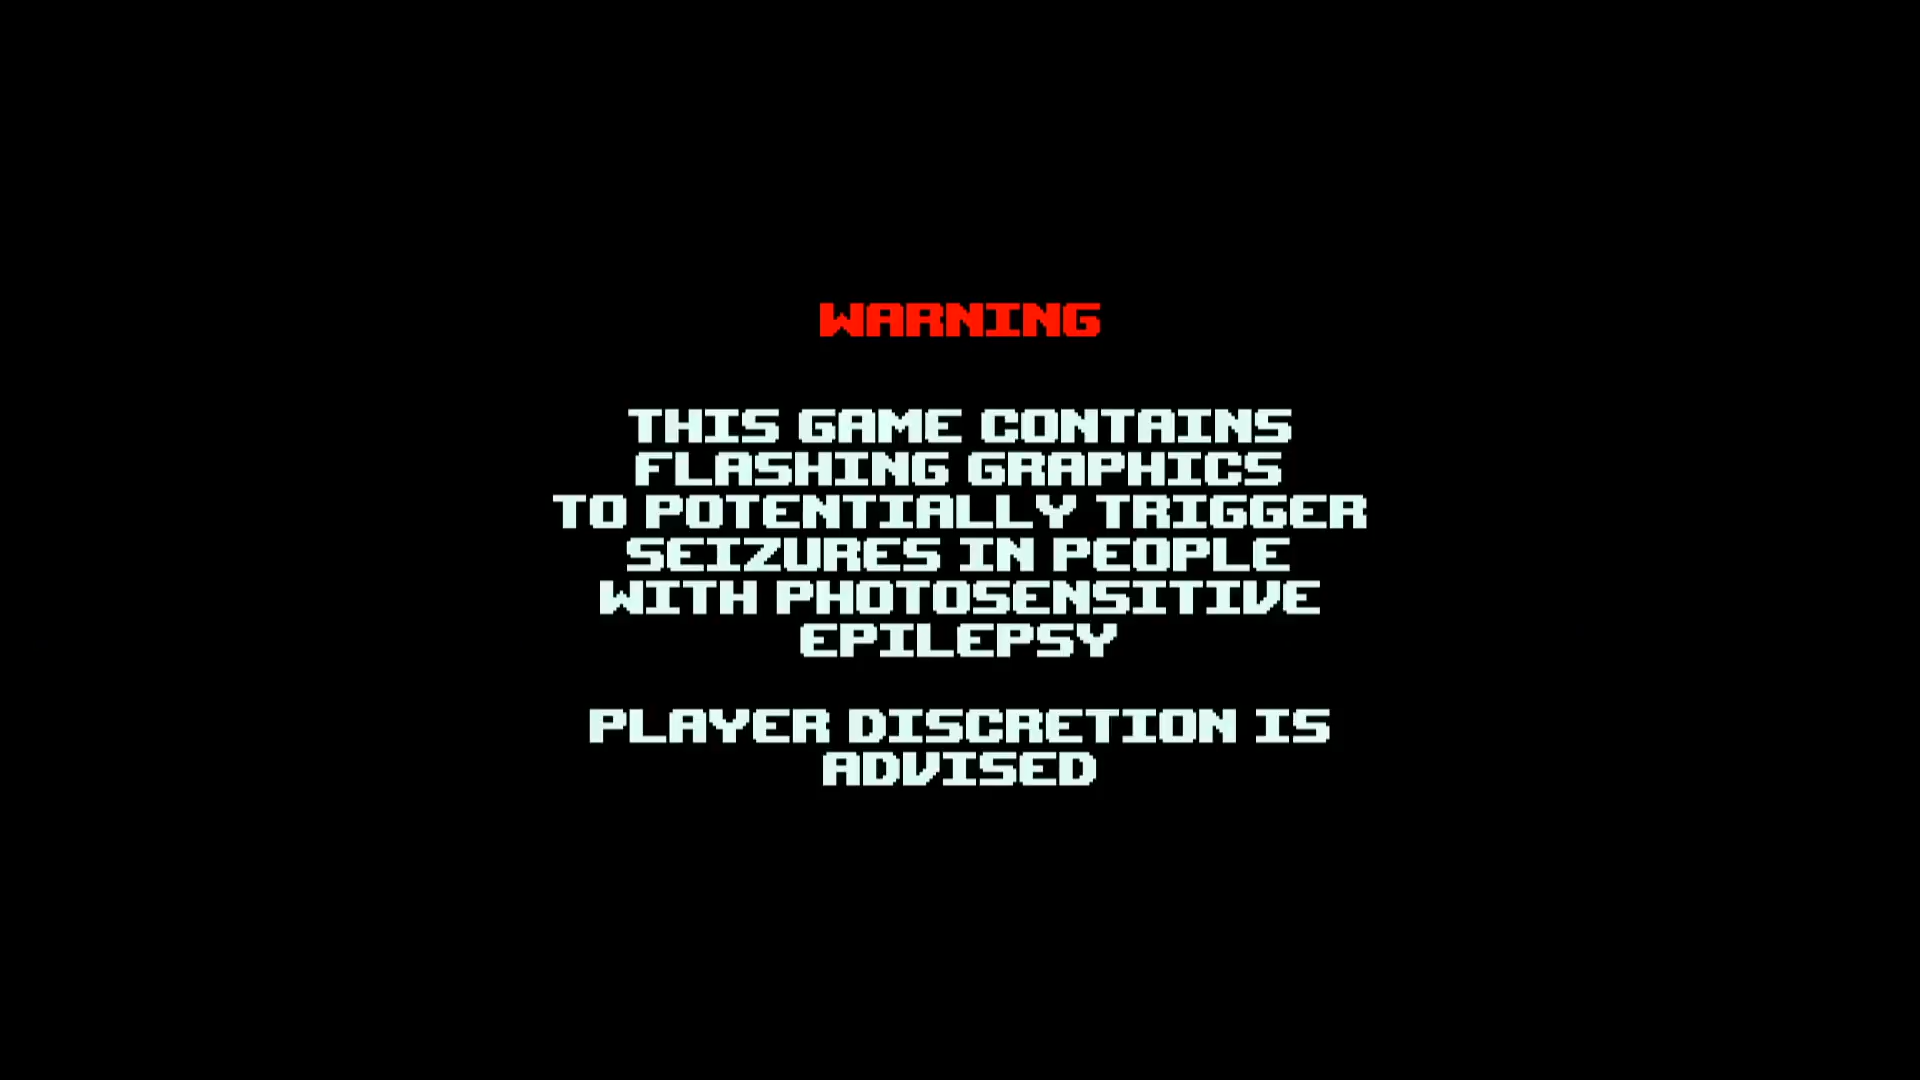 WARNING
THIS GAME CONTAINS
FLASHING GRAPHICS
TO POTENTIALLY TRIGGER
SEIZURES IN PEOPLE
WITH PHOTOSENSITIVE
EPILEPSY
PLAYER DISCRETION IS
ADVISED